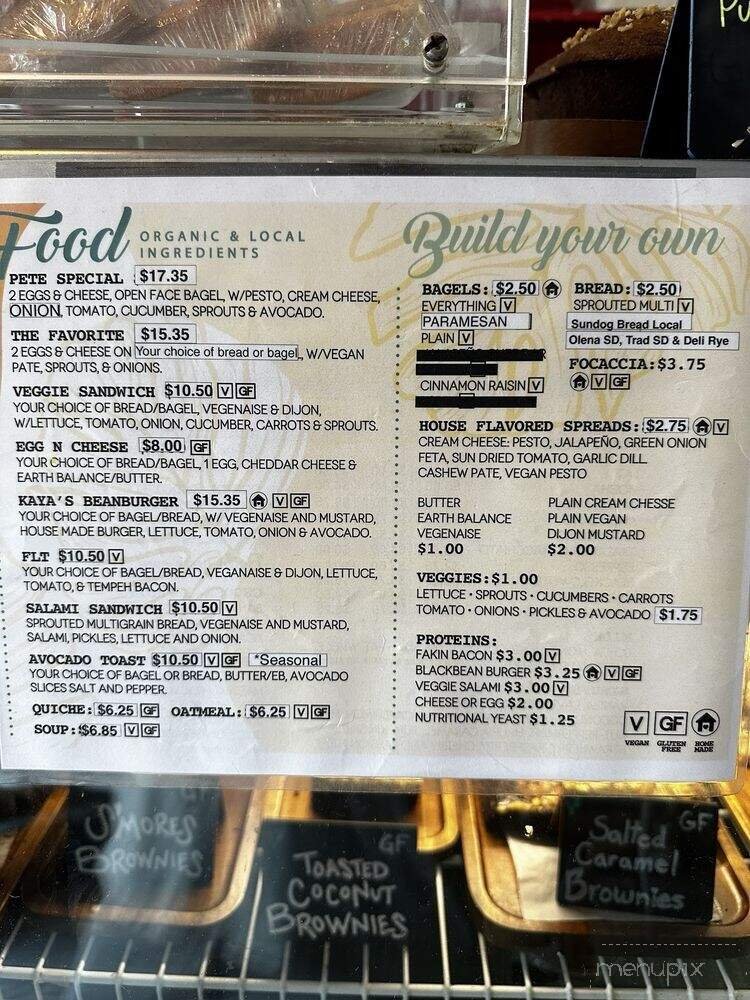 Food ORGANIC & LOCAL
INGREDIENTS
PETE SPECIAL $17.35
2 EGGS & CHEESE, OPEN FACE BAGEL, W/PESTO, CREAM CHEESE,
ONION, TOMATO, CUCUMBER, SPROUTS & AVOCADO.
THE FAVORITE $15.35
2 EGGS & CHEESE ON Your choice of bread or bagel, W/VEGAN
PATE, SPROUTS, & ONIONS.
VEGGIE SANDWICH $10.50 V GF
YOUR CHOICE OF BREAD/BAGEL, VEGENAISE & DIJON,
W/LETTUCE, TOMATO, ONION, CUCUMBER, CARROTS & SPROUTS.
EGG N CHEESE $8.00 GF
YOUR CHOICE OF BREAD/BAGEL, 1 EGG, CHEDDAR CHEESE &
EARTH BALANCE/BUTTER.
KAYA'S BEANBURGER $15.35 V GF
YOUR CHOICE OF BAGEL/BREAD, W/ VEGENAISE AND MUSTARD,
HOUSE MADE BURGER, LETTUCE, TOMATO, ONION & AVOCADO.
FLT $10.50 V
YOUR CHOICE OF BAGEL/BREAD, VEGANAISE & DIJON, LETTUCE,
TOMATO, & TEMPEH BACON.
SALAMI SANDWICH $10.50 V
SPROUTED MULTIGRAIN BREAD, VEGENAISE AND MUSTARD,
SALAMI, PICKLES, LETTUCE AND ONION.
AVOCADO TOAST $10.50 V GF *Seasonal
YOUR CHOICE OF BAGEL OR BREAD, BUTTER/EB, AVOCADO
SLICES SALT AND PEPPER.
QUICHE: $6.25 GF OATMEAL: $6.25 V GF
SOUP: $6.85 V GF
Build your own
BAGELS: $2.50
EVERYTHING V
PARAMESAN
PLAIN V
CINNAMON RAISIN V
BREAD: $2.50
SPROUTED MULTI V
Sundog Bread Local
Olena SD, Trad SD & Deli Rye
FOCACCIA: $3.75
V GF
HOUSE FLAVORED SPREADS: $2.75 V
CREAM CHEESE: PESTO, JALAPEÑO, GREEN ONION
FETA, SUN DRIED TOMATO, GARLIC DILL
CASHEW PATE, VEGAN PESTO
BUTTER
EARTH BALANCE
VEGENAISE
$1.00
PLAIN CREAM CHESSE
PLAIN VEGAN
DIJON MUSTARD
$2.00
VEGGIES: $1.00
LETTUCE • SPROUTS • CUCUMBERS • CARROTS
TOMATO • ONIONS • PICKLES & AVOCADO $1.75
PROTEINS:
FAKIN BACON $3.00 V
BLACKBEAN BURGER $3.25 V GF
VEGGIE SALAMI $3.00 V
CHEESE OR EGG $2.00
NUTRITIONAL YEAST $1.25
V GF
VEGAN GLUTEN FREE HOME MADE
GF
S'MORES
BROWNIES
GF
TOASTED
COCONUT
BROWNIES
GF
Salted
Caramel
Brownies
menupix